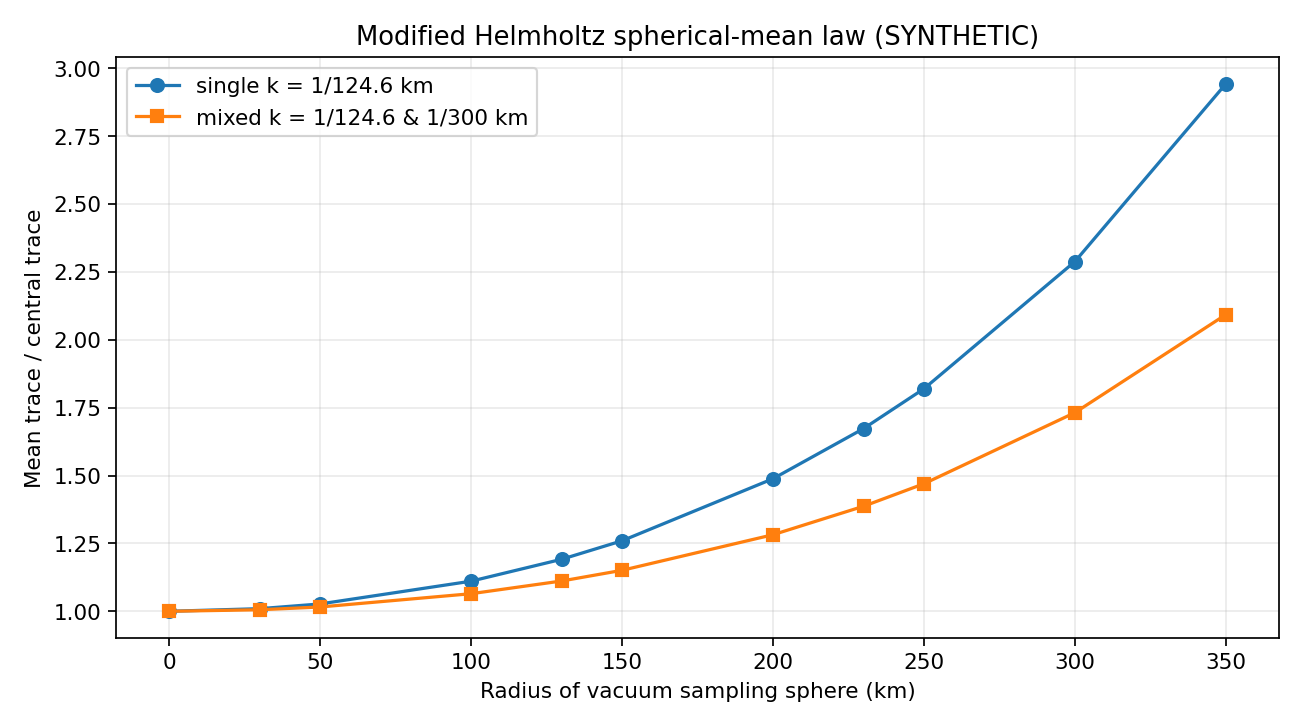 Modified Helmholtz spherical-mean law (SYNTHETIC)
single k = 1/124.6 km
mixed k = 1/124.6 & 1/300 km
Mean trace / central trace
3.00
2.75
2.50
2.25
2.00
1.75
1.50
1.25
1.00
0 50 100 150 200 250 300 350
Radius of vacuum sampling sphere (km)